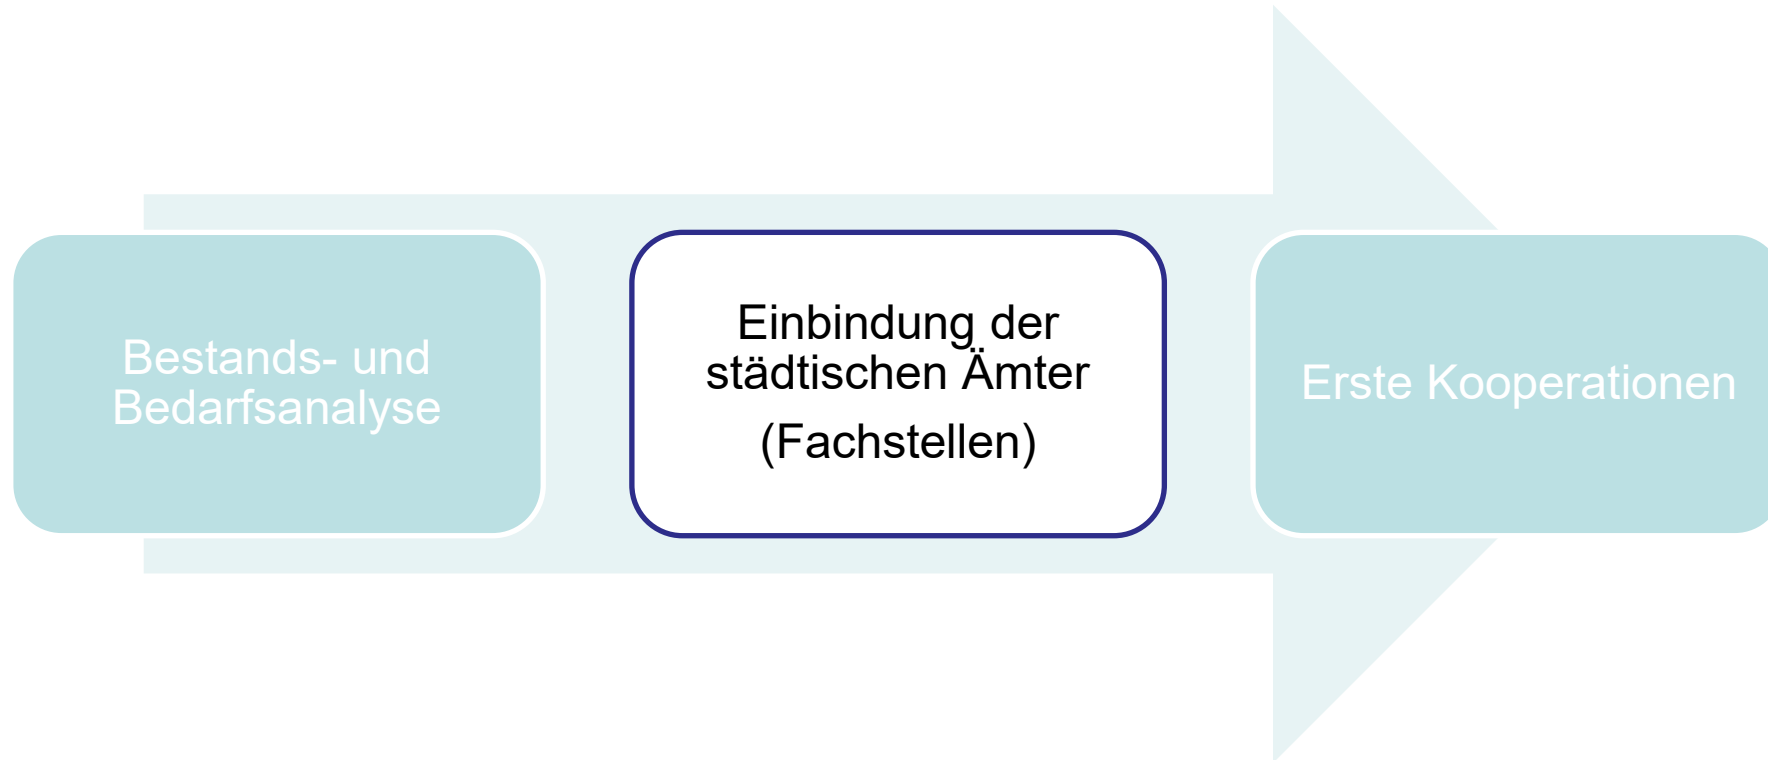 Bestands- und
Bedarfsanalyse
Einbindung der
städtischen Ämter
(Fachstellen)
Erste Kooperationen